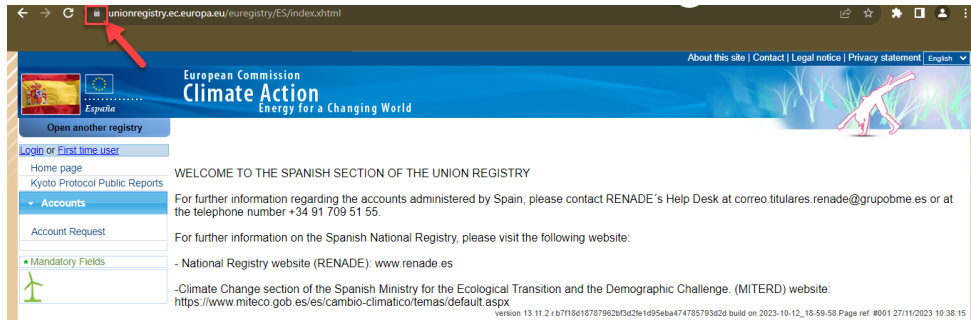 unionregistry.ec.europa.eu/euregistry/ES/index.xhtml
About this site | Contact | Legal notice | Privacy statement English
European Commission
Climate Action
Energy for a Changing World
España
Open another registry
Login or First time user
Home page
Kyoto Protocol Public Reports
Accounts
Account Request
Mandatory Fields
WELCOME TO THE SPANISH SECTION OF THE UNION REGISTRY
For further information regarding the accounts administered by Spain, please contact RENADE´s Help Desk at correo.titulares.renade@grupobme.es or at
the telephone number +34 91 709 51 55.
For further information on the Spanish National Registry, please visit the following website:
- National Registry website (RENADE): www.renade.es
-Climate Change section of the Spanish Ministry for the Ecological Transition and the Demographic Challenge. (MITERD) website:
https://www.miteco.gob.es/es/cambio-climatico/temas/default.aspx
version 13.11.2 r.b7f18d18787962bf3d2fe1d95eba474785793d2d build on 2023-10-12_18-59-58.Page ref. #001 27/11/2023 10:38:15